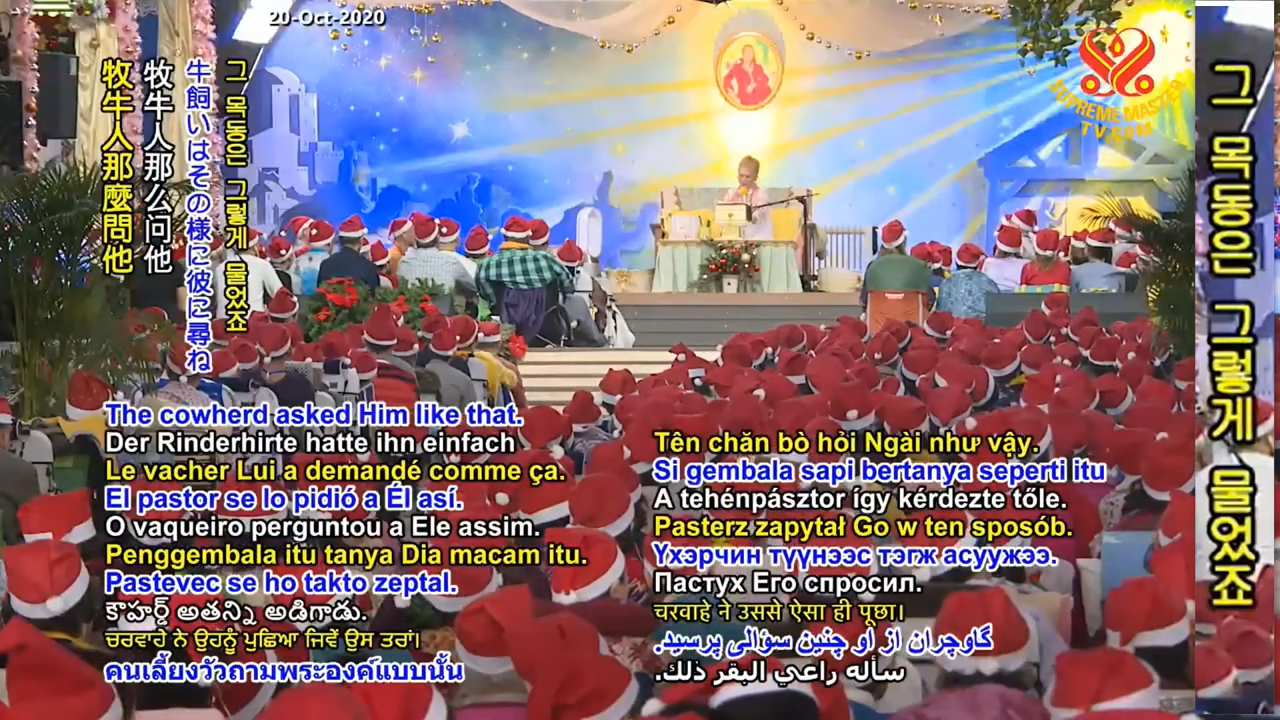 20-Oct-2020
SUPREME MASTER
TV.COM
牧牛人那麼問他
牧牛人那么问他
牛飼いはその様に彼に尋ね
그 목동은 그렇게 물었죠
그 목동은 그렇게 물었죠
The cowherd asked Him like that.
Der Rinderhirte hatte ihn einfach
Le vacher Lui a demandé comme ça.
El pastor se lo pidió a Él así.
O vaqueiro perguntou a Ele assim.
Penggembala itu tanya Dia macam itu.
Pastevec se ho takto zeptal.
కౌహర్డ్ అతన్ని అడిగాడు.
ਚਰਵਾਹੇ ਨੇ ਉਹਨੂੰ ਪੁਛਿਆ ਜਿਵੇਂ ਉਸ ਤਰਾਂ।
คนเลี้ยงวัวถามพระองค์แบบนั้น
Tên chăn bò hỏi Ngài như vậy.
Si gembala sapi bertanya seperti itu
A tehénpásztor így kérdezte tőle.
Pasterz zapytał Go w ten sposób.
Үхэрчин түүнээс тэгж асуужээ.
Пастух Его спросил.
चरवाहे ने उससे ऐसा ही पूछा।
گاوچران از او چنین سؤالی پرسید.
سأله راعي البقر ذلك.